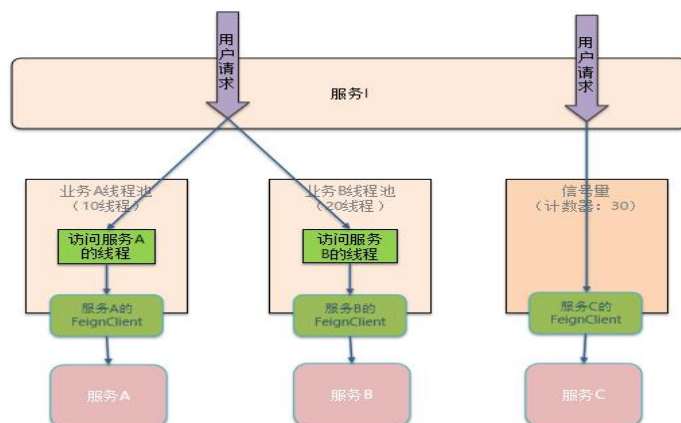 用户请求
用户请求
服务I
业务A线程池
（10线程）
业务B线程池
（20线程）
信号量
（计数器：30）
访问服务A
的线程
访问服务
B的线程
服务A的
FeignClient
服务B的
FeignClient
服务C的
FeignClient
服务A
服务B
服务C